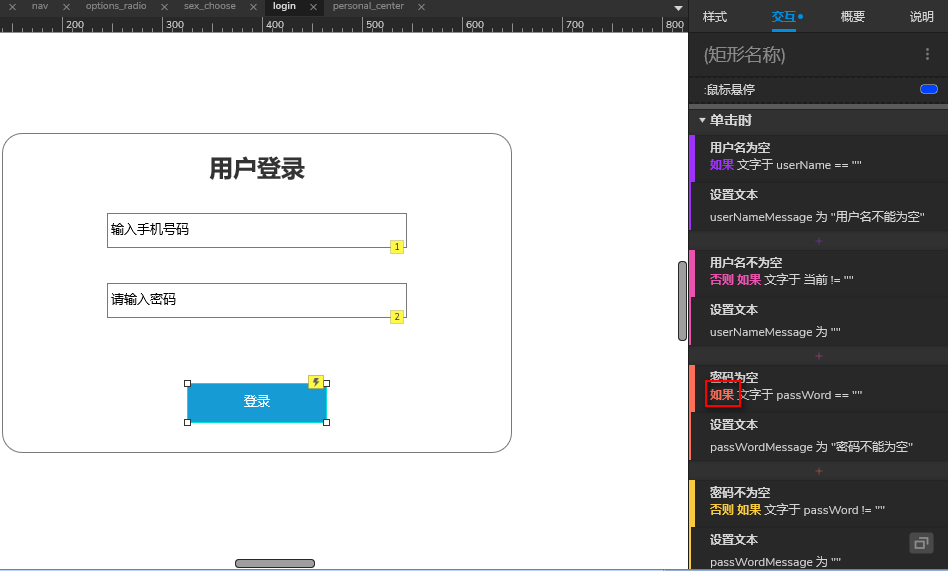 nav options_radio sex_choose login personal_center
200 300 400 500 600 700 800
样式 交互 概要 说明
(矩形名称)
:鼠标悬停
单击时
用户名为空
如果 文字于 userName == ""
设置文本
userNameMessage 为 "用户名不能为空"
用户名不为空
否则 如果 文字于 当前 != ""
设置文本
userNameMessage 为 ""
密码为空
如果 文字于 passWord == ""
设置文本
passWordMessage 为 "密码不能为空"
密码不为空
否则 如果 文字于 passWord != ""
设置文本
passWordMessage 为 ""
用户登录
输入手机号码
1
请输入密码
2
登录